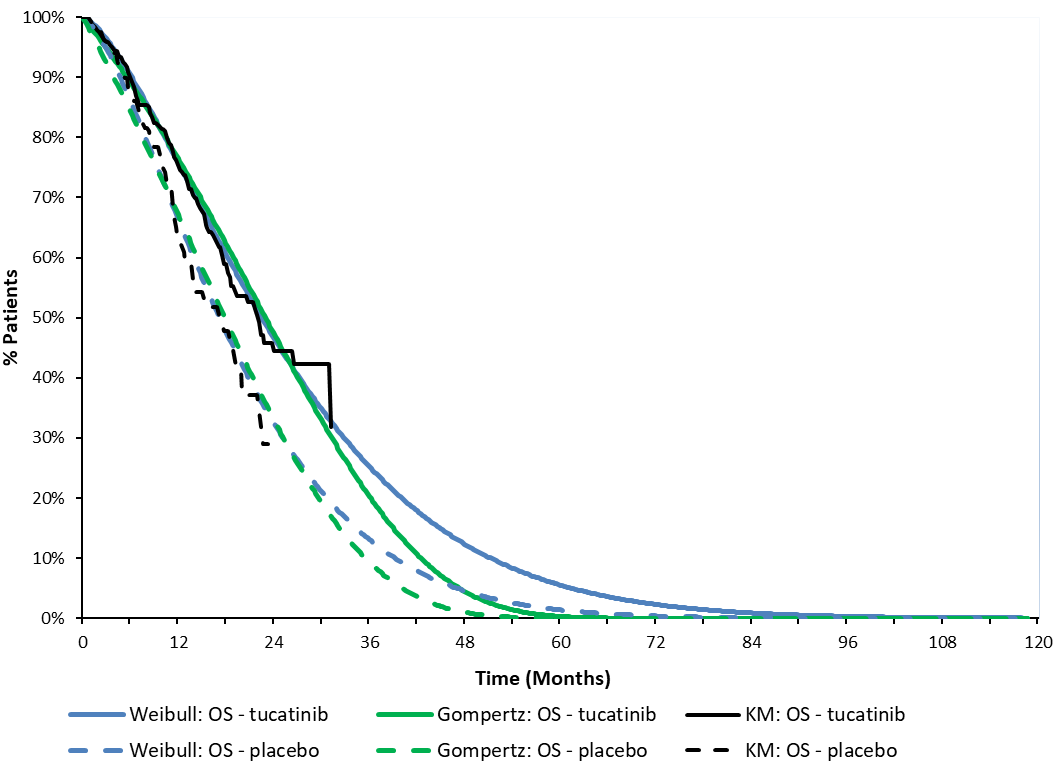 100%
90%
80%
70%
60%
50%
40%
30%
20%
10%
0%
% Patients
0 12 24 36 48 60 72 84 96 108 120
Time (Months)
Weibull: OS - tucatinib Gompertz: OS - tucatinib KM: OS - tucatinib
Weibull: OS - placebo Gompertz: OS - placebo KM: OS - placebo